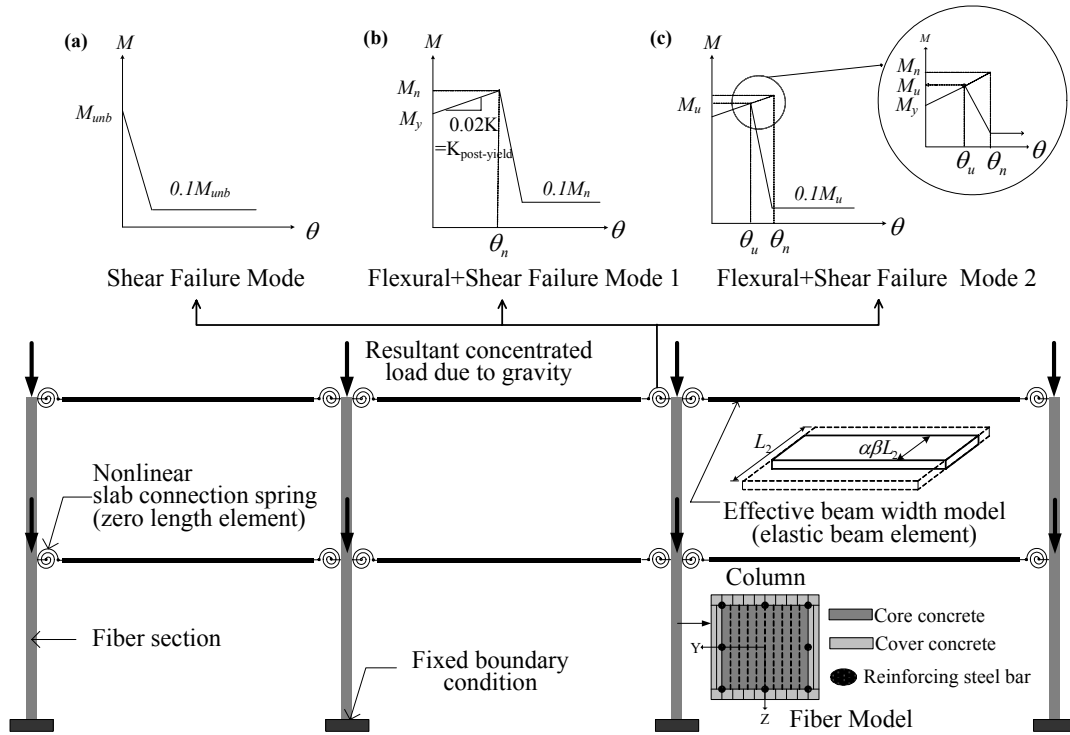 (a)
M
M_unb
0.1M_unb
θ
Shear Failure Mode
(b)
M
M_n
M_y
0.02K
=K_post-yield
0.1M_n
θ
θ_n
Flexural+Shear Failure Mode 1
(c)
M
M_u
0.1M_u
θ
θ_u
θ_n
Flexural+Shear Failure Mode 2
M
M_n
M_u
M_y
θ
θ_u
θ_n
Resultant concentrated
load due to gravity
Nonlinear
slab connection spring
(zero length element)
L_2
αβL_2
Effective beam width model
(elastic beam element)
Fiber section
Fixed boundary
condition
Column
Y
Z
Core concrete
Cover concrete
Reinforcing steel bar
Fiber Model